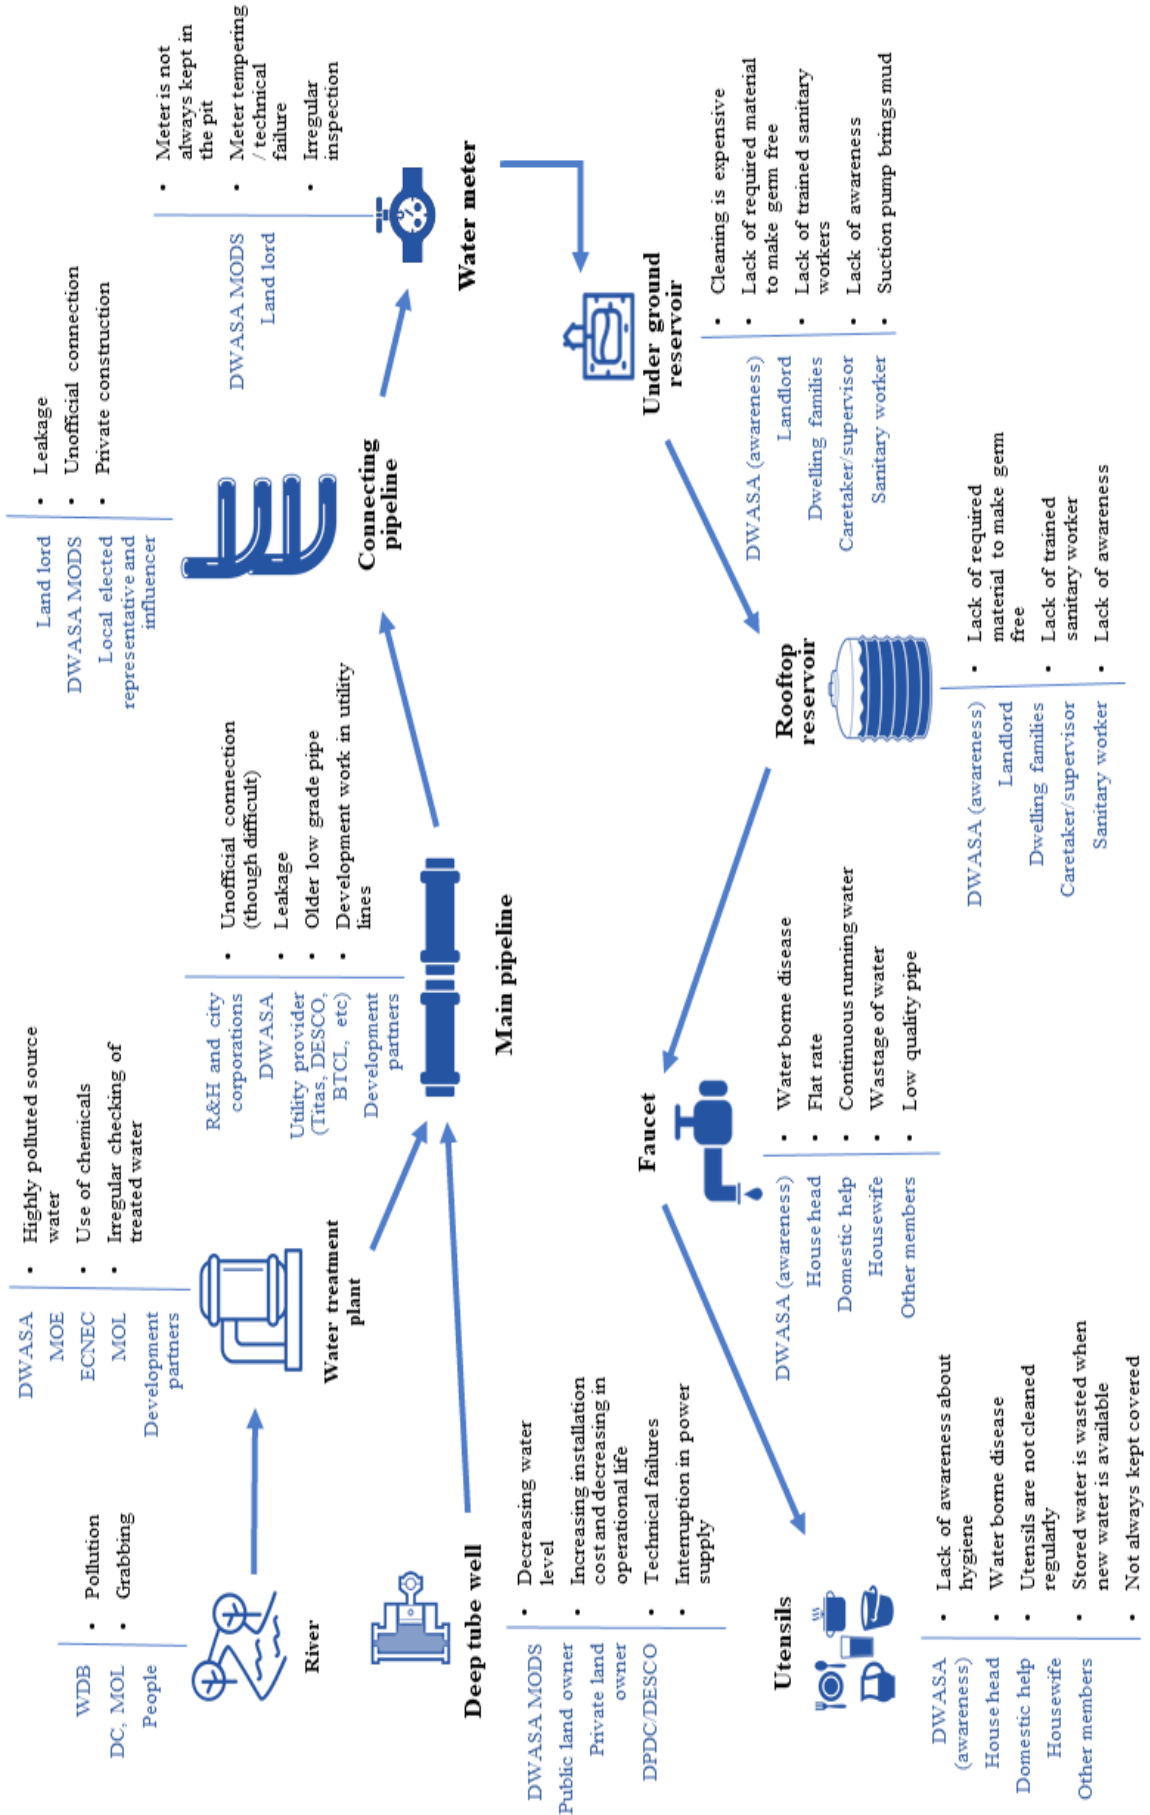 WDB
DC, MOL
People
• Pollution
• Grabbing
River
DWASA
MOE
ECNEC
MOL
Development
partners
• Highly polluted source
water
• Use of chemicals
• Irregular checking of
treated water
Water treatment
plant
Deep tube well
DWASA MODS
Public land owner
Private land
owner
DPDC/DESCO
• Decreasing water
level
• Increasing installation
cost and decreasing in
operational life
• Technical failures
• Interruption in power
supply
R&H and city
corporations
DWASA
Utility provider
(Titas, DESCO,
BTCL, etc)
Development
partners
• Unofficial connection
(though difficult)
• Leakage
• Older low grade pipe
• Development work in utility
lines
Main pipeline
Land lord
DWASA MODS
Local elected
representative and
influencer
• Leakage
• Unofficial connection
• Private construction
Connecting
pipeline
DWASA MODS
Land lord
• Meter is not
always kept in
the pit
• Meter tempering
/ technical
failure
• Irregular
inspection
Water meter
Under ground
reservoir
DWASA (awareness)
Landlord
Dwelling families
Caretaker/supervisor
Sanitary worker
• Cleaning is expensive
• Lack of required material
to make germ free
• Lack of trained sanitary
workers
• Lack of awareness
• Suction pump brings mud
Rooftop
reservoir
DWASA (awareness)
Landlord
Dwelling families
Caretaker/supervisor
Sanitary worker
• Lack of required
material to make germ
free
• Lack of trained
sanitary worker
• Lack of awareness
Faucet
DWASA (awareness)
House head
Domestic help
Housewife
Other members
• Water borne disease
• Flat rate
• Continuous running water
• Wastage of water
• Low quality pipe
Utensils
DWASA
(awareness)
House head
Domestic help
Housewife
Other members
• Lack of awareness about
hygiene
• Water borne disease
• Utensils are not cleaned
regularly
• Stored water is wasted when
new water is available
• Not always kept covered